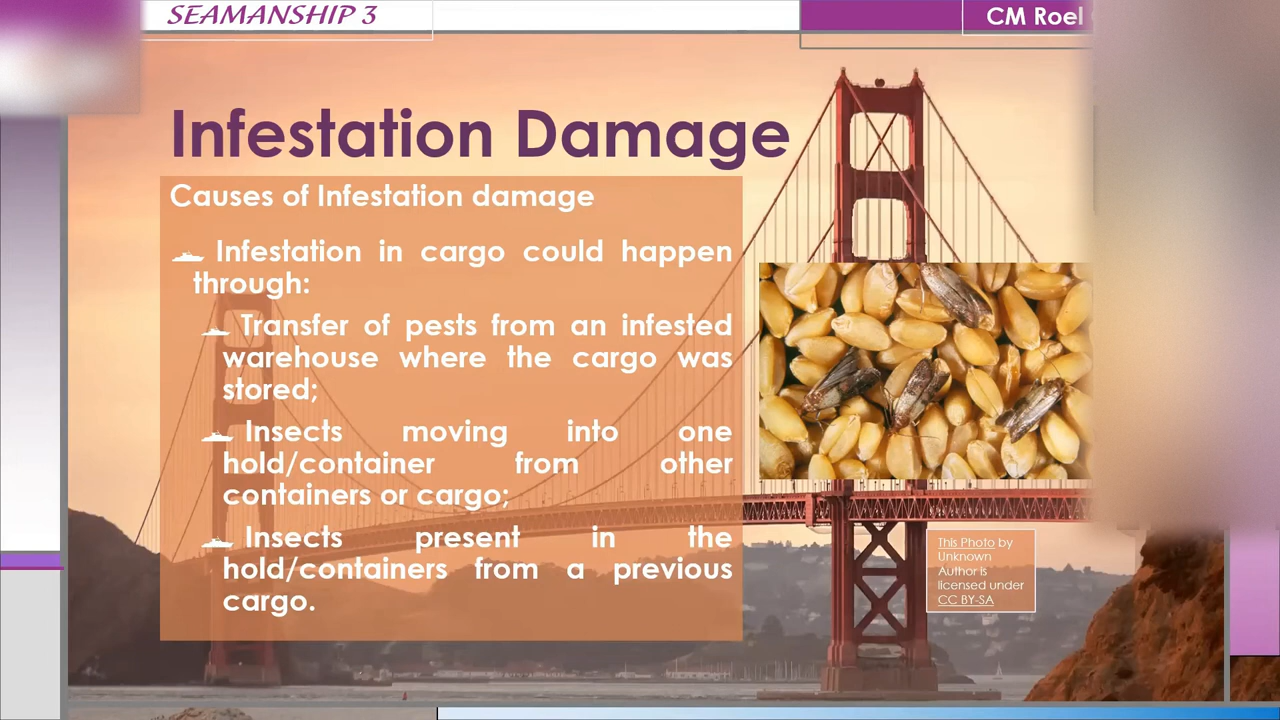 SEAMANSHIP 3
CM Roel
Infestation Damage
Causes of Infestation damage
Infestation in cargo could happen
through:
Transfer of pests from an infested
warehouse where the cargo was
stored;
Insects moving into one
hold/container from other
containers or cargo;
Insects present in the
hold/containers from a previous
cargo.
This Photo by
Unknown
Author is
licensed under
CC BY-SA